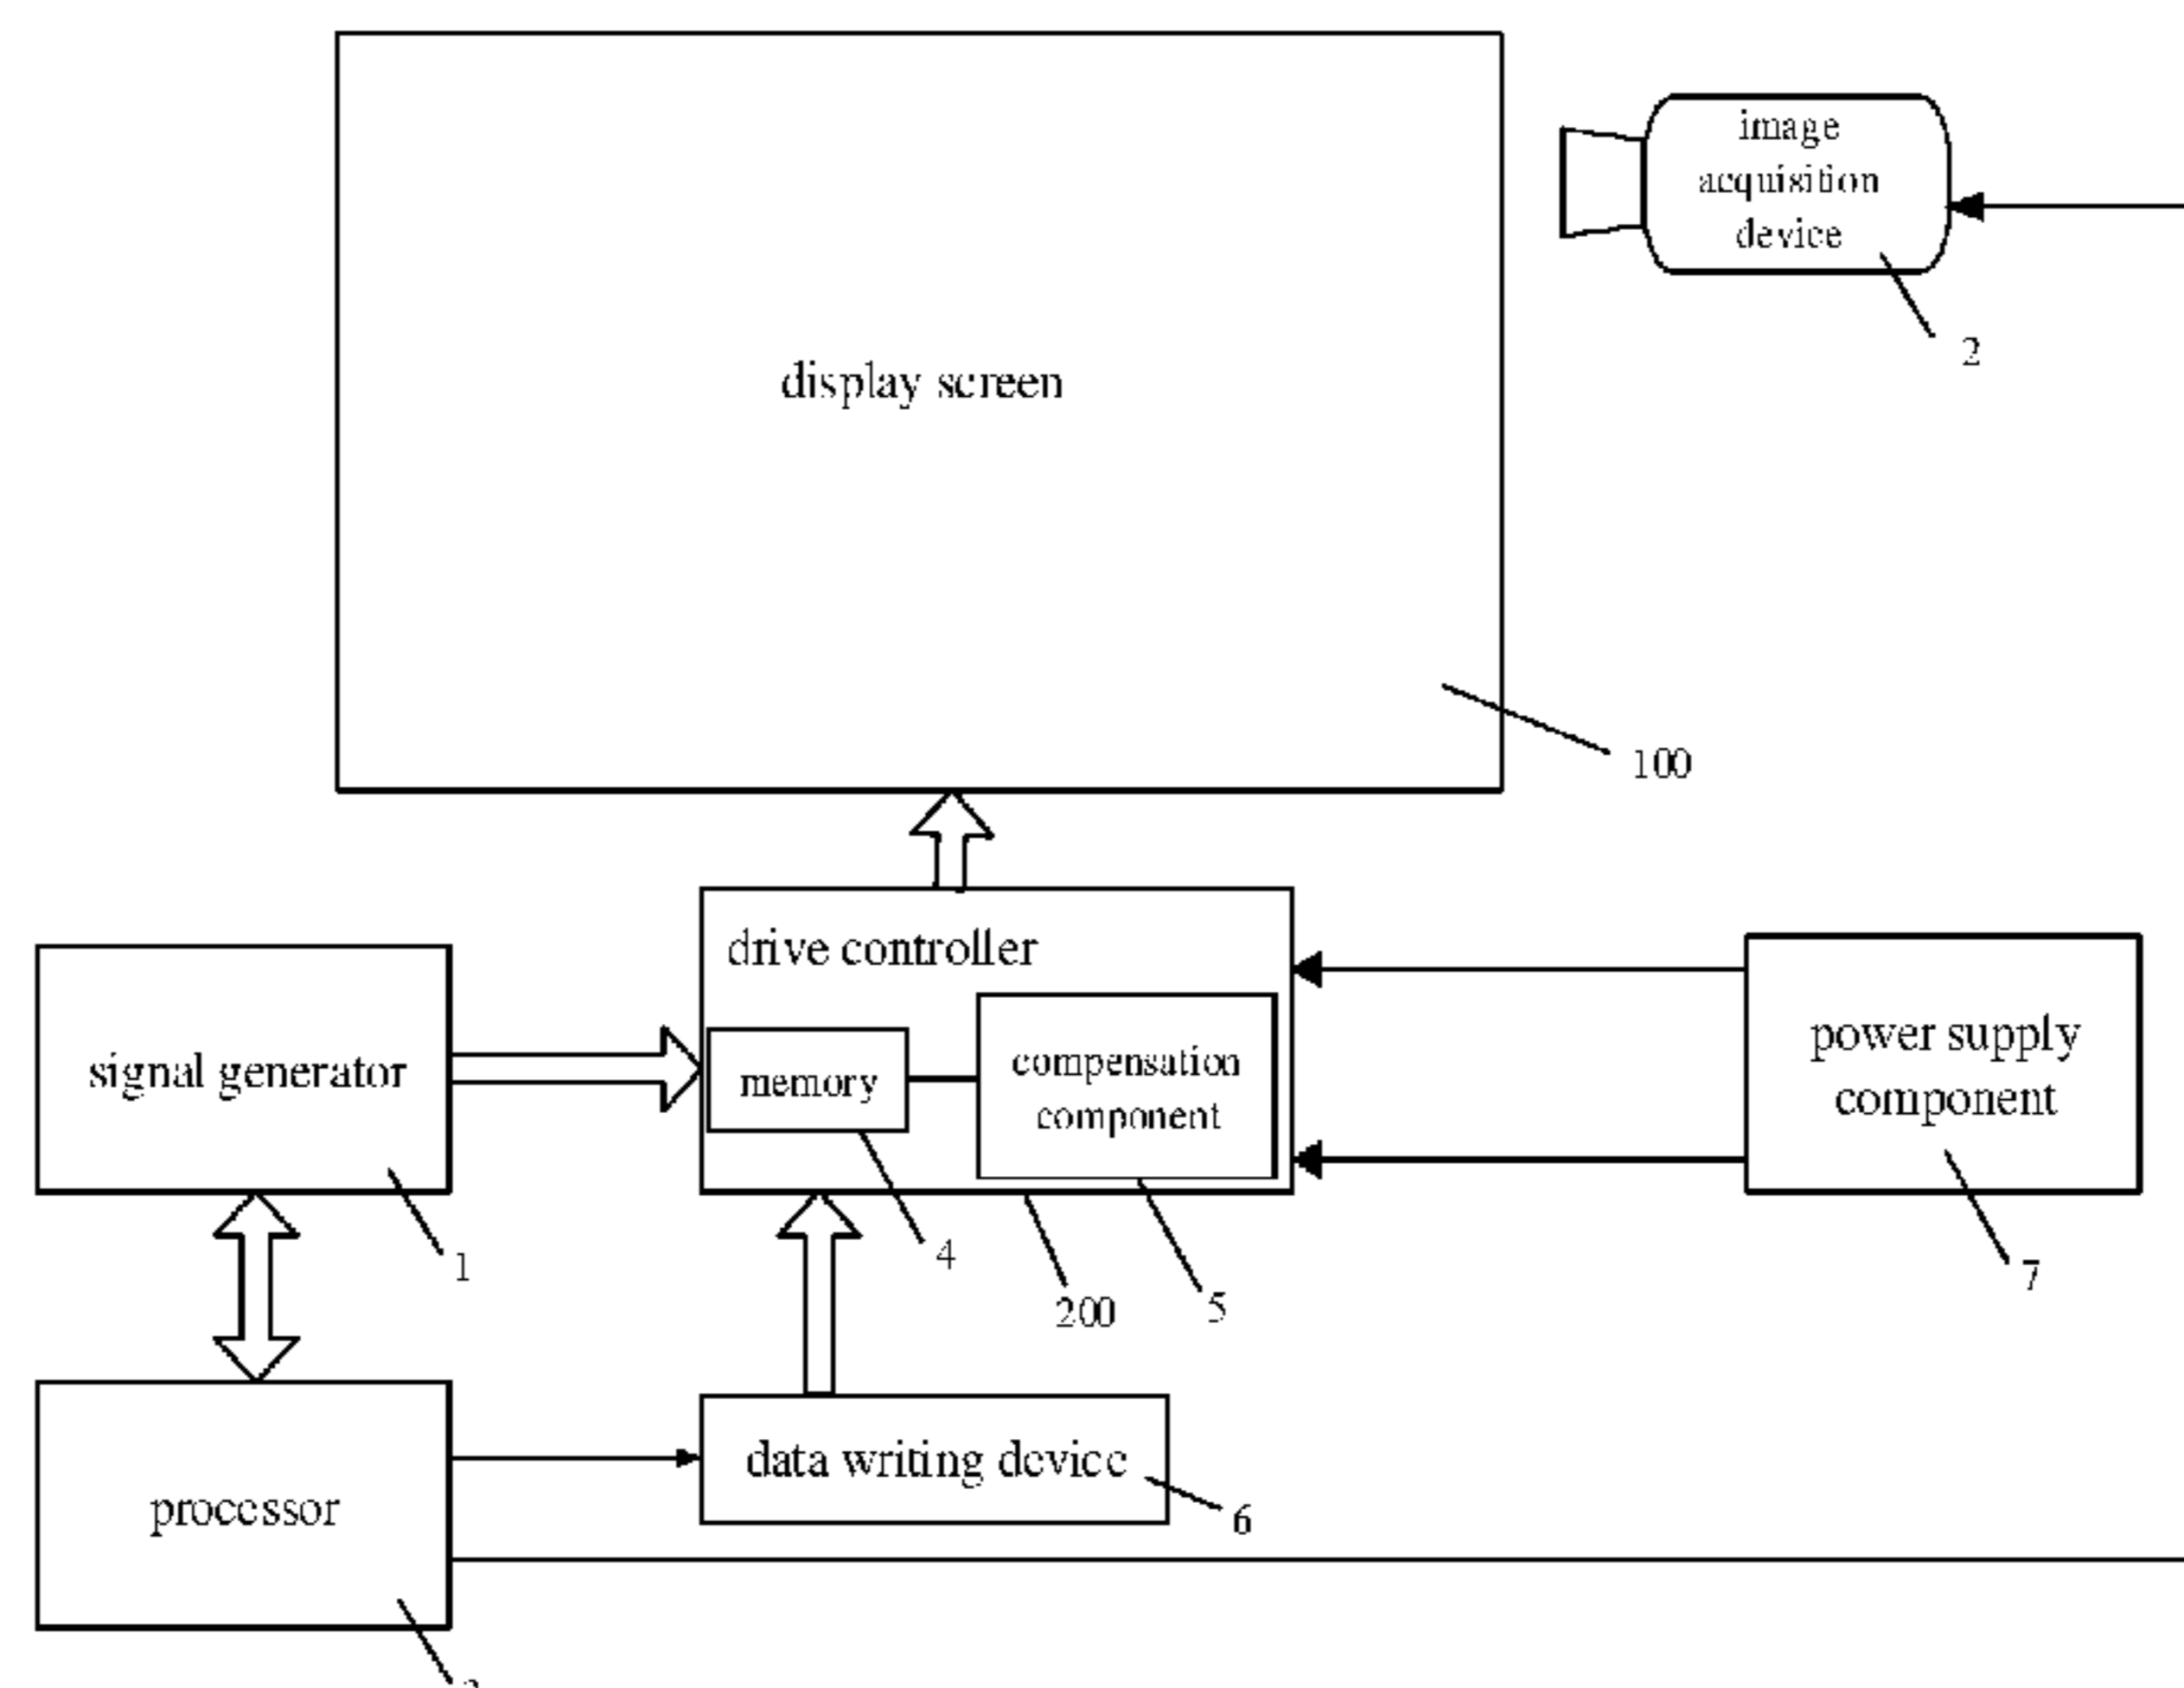 image
acquisition
device
2
display screen
100
drive controller
signal generator
memory
compensation
component
power supply
component
1
4
200
5
7
data writing device
6
processor